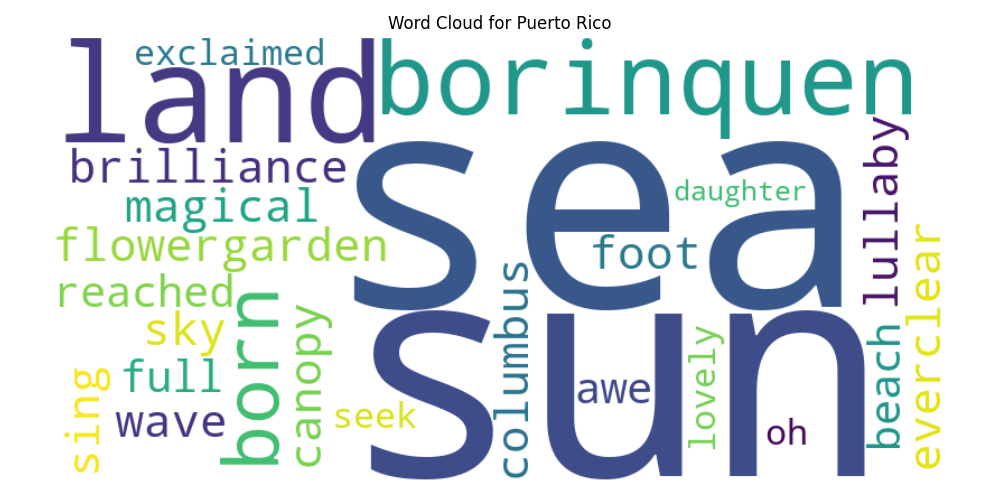 Word Cloud for Puerto Rico
exclaimed
land
borinquen
brilliance
sea
daughter
lullaby
magical
flowergarden
foot
reached
sky
born
canopy
columbus
everclear
full
sun
awe
lovely
beach
sing
wave
seek
oh